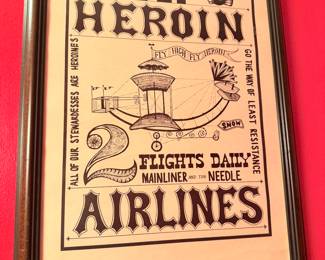 HEROIN
FLY HIGH FLY HEROIN
ALL OF OUR STEWARDESSES ARE HEROINES
GO THE WAY OF LEAST RESISTANCE
SNOW
2 FLIGHTS DAILY
MAINLINER AND THE NEEDLE
AIRLINES